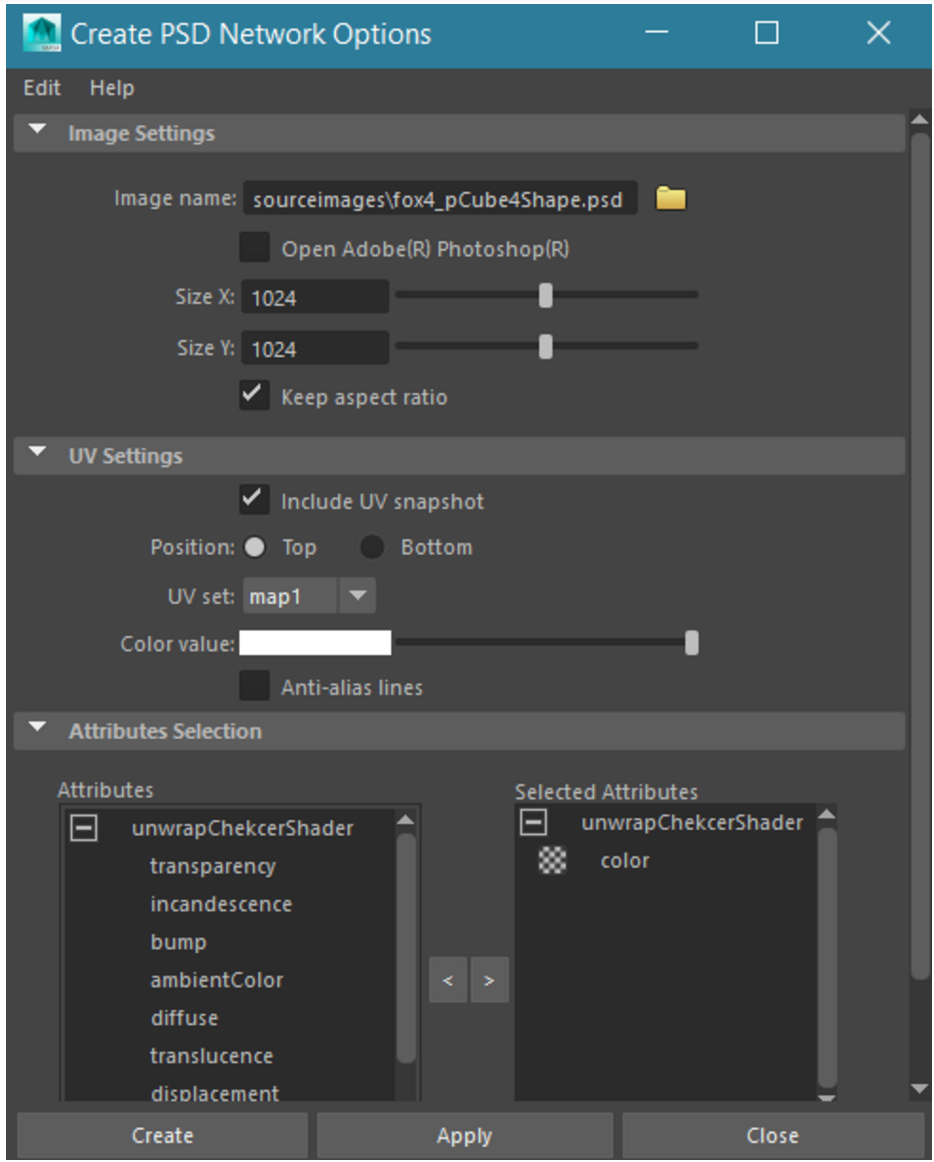 Create PSD Network Options
Edit Help
Image Settings
Image name: sourceimages\fox4_pCube4Shape.psd
Open Adobe(R) Photoshop(R)
Size X: 1024
Size Y: 1024
Keep aspect ratio
UV Settings
Include UV snapshot
Position: Top Bottom
UV set: map1
Color value:
Anti-alias lines
Attributes Selection
Attributes
unwrapChekcerShader
transparency
incandescence
bump
ambientColor
diffuse
translucence
displacement
< >
Selected Attributes
unwrapChekcerShader
color
Create Apply Close